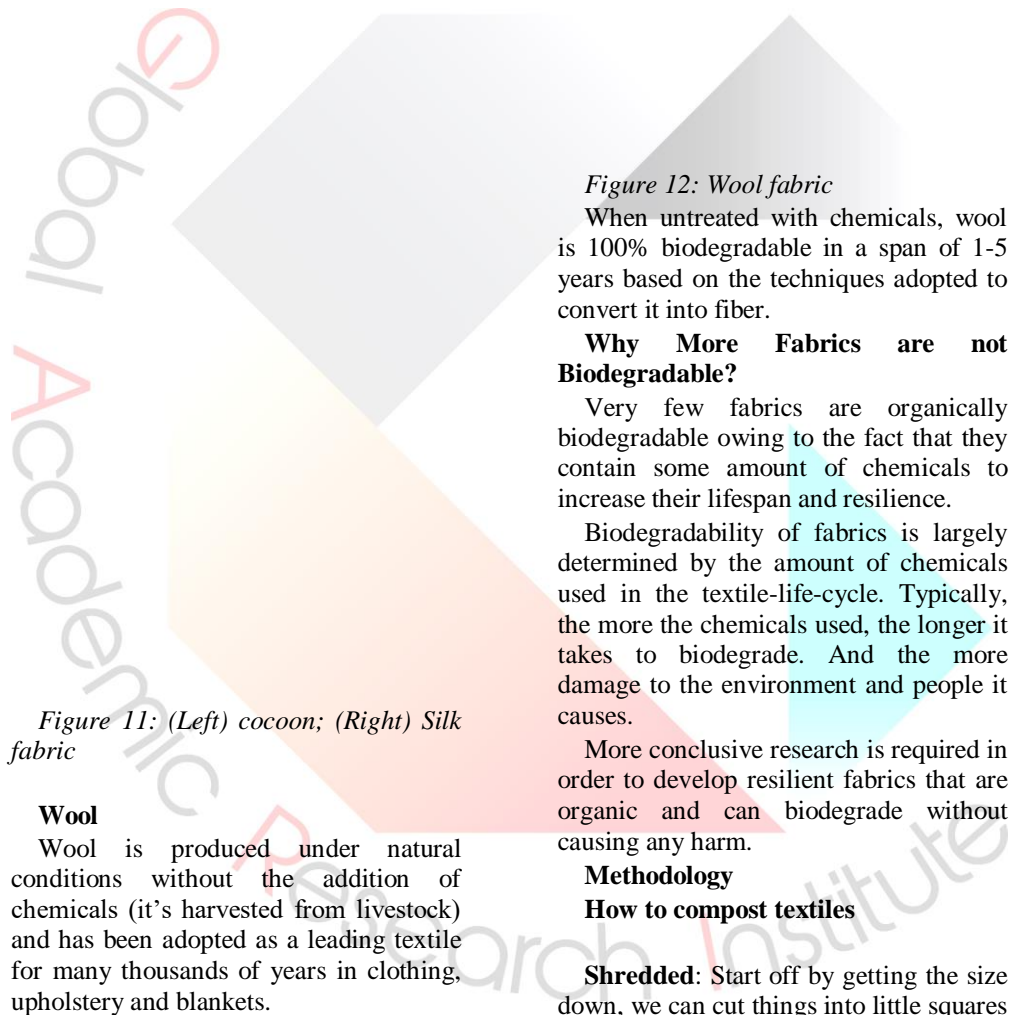 Global Academic Research Institute
Figure 11: (Left) cocoon; (Right) Silk
fabric
Wool
Wool is produced under natural
conditions without the addition of
chemicals (it's harvested from livestock)
and has been adopted as a leading textile
for many thousands of years in clothing,
upholstery and blankets.
Figure 12: Wool fabric
When untreated with chemicals, wool
is 100% biodegradable in a span of 1-5
years based on the techniques adopted to
convert it into fiber.
Why More Fabrics are not
Biodegradable?
Very few fabrics are organically
biodegradable owing to the fact that they
contain some amount of chemicals to
increase their lifespan and resilience.
Biodegradability of fabrics is largely
determined by the amount of chemicals
used in the textile-life-cycle. Typically,
the more the chemicals used, the longer it
takes to biodegrade. And the more
damage to the environment and people it
causes.
More conclusive research is required in
order to develop resilient fabrics that are
organic and can biodegrade without
causing any harm.
Methodology
How to compost textiles
Shredded: Start off by getting the size
down, we can cut things into little squares